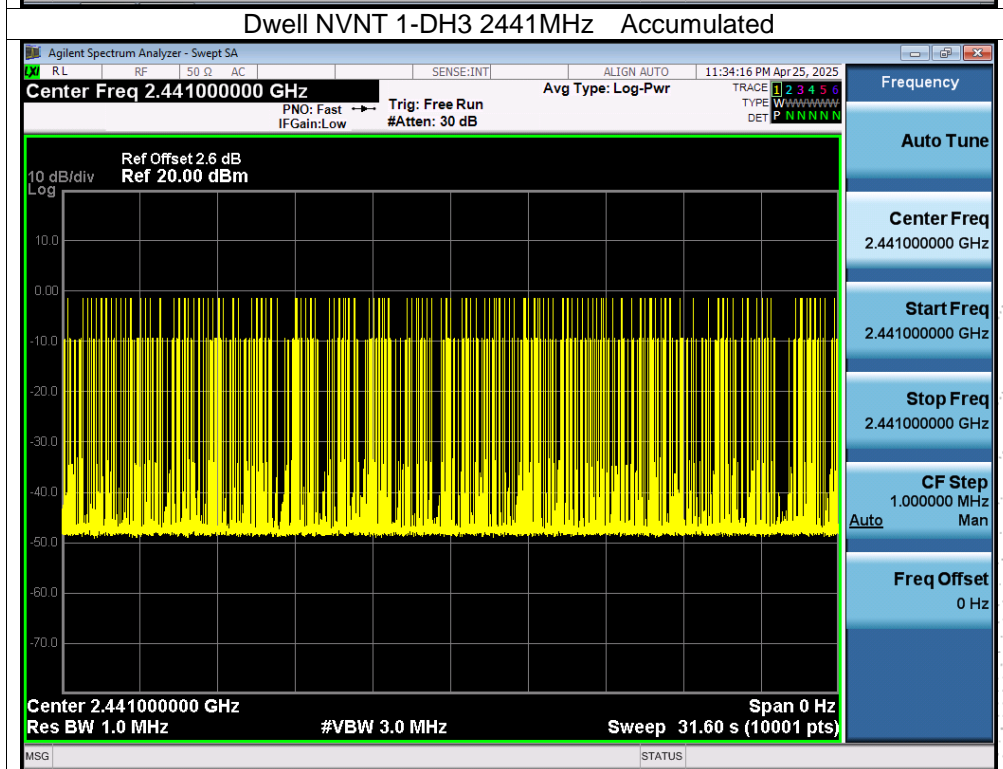 Dwell NVNT 1-DH3 2441MHz Accumulated
Agilent Spectrum Analyzer - Swept SA
LXI RL RF 50 Ω AC SENSE:INT ALIGN AUTO 11:34:16 PM Apr 25, 2025
Center Freq 2.441000000 GHz Avg Type: Log-Pwr TRACE 1 2 3 4 5 6
PNO: Fast Trig: Free Run TYPE WWWWWWW
IFGain:Low #Atten: 30 dB DET P N N N N N
Frequency
Ref Offset 2.6 dB
10 dB/div Ref 20.00 dBm
Log
10.0
0.00
-10.0
-20.0
-30.0
-40.0
-50.0
-60.0
-70.0
Center 2.441000000 GHz Span 0 Hz
Res BW 1.0 MHz #VBW 3.0 MHz Sweep 31.60 s (10001 pts)
Auto Tune
Center Freq
2.441000000 GHz
Start Freq
2.441000000 GHz
Stop Freq
2.441000000 GHz
CF Step
1.000000 MHz
Auto Man
Freq Offset
0 Hz
MSG STATUS